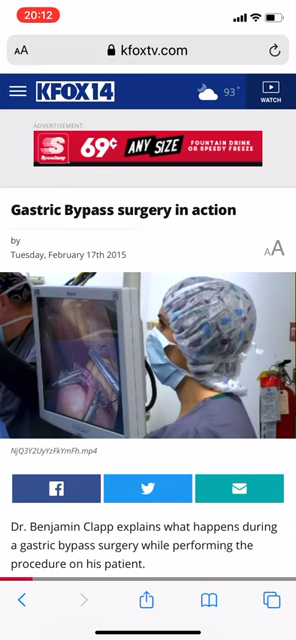 20:12
AA kfoxtv.com
KFOX14
93°
WATCH
ADVERTISEMENT
Speedway
69¢ ANY SIZE FOUNTAIN DRINK
OR SPEEDY FREEZE
Gastric Bypass surgery in action
by
Tuesday, February 17th 2015
AA
NjQ3Y2UyYzFkYmFh.mp4
Dr. Benjamin Clapp explains what happens during
a gastric bypass surgery while performing the
procedure on his patient.